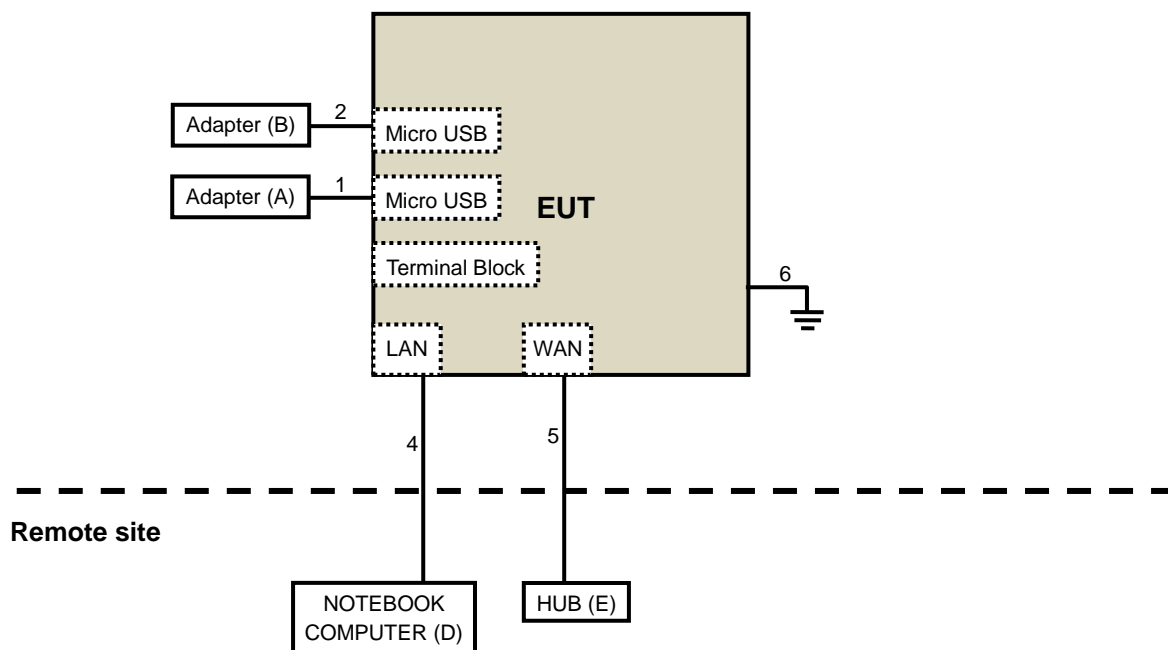 2
Adapter (B)
Micro USB
1
Adapter (A)
Micro USB
EUT
Terminal Block
6
LAN
WAN
4
5
Remote site
NOTEBOOK
COMPUTER (D)
HUB (E)